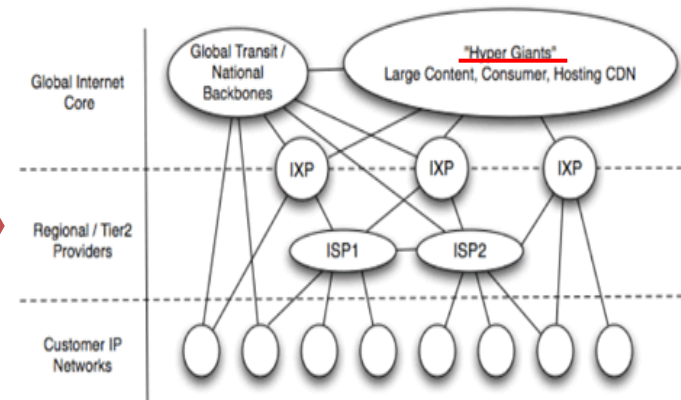 Global Internet
Core
Global Transit /
National
Backbones
"Hyper Giants"
Large Content, Consumer, Hosting CDN
IXP
IXP
IXP
Regional / Tier2
Providers
ISP1
ISP2
Customer IP
Networks